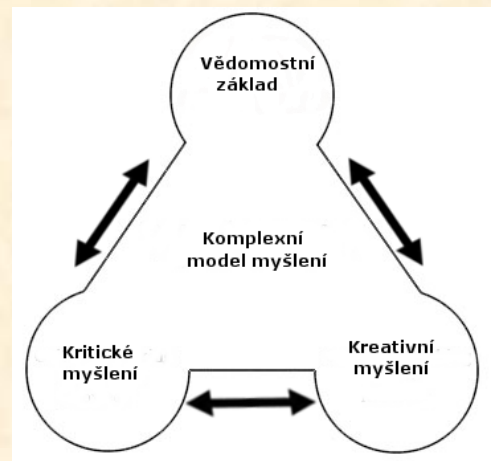 Vědomostní
základ
Komplexní
model myšlení
Kritické
myšlení
Kreativní
myšlení